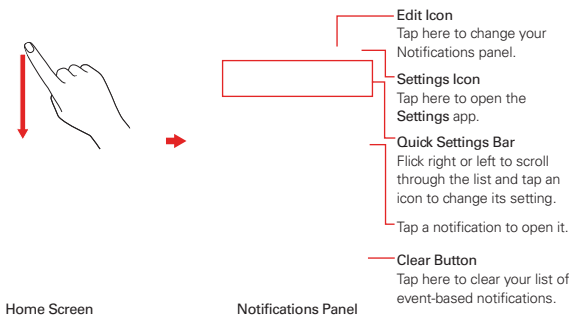 Edit Icon
Tap here to change your
Notifications panel.
Settings Icon
Tap here to open the
Settings app.
Quick Settings Bar
Flick right or left to scroll
through the list and tap an
icon to change its setting.
Tap a notification to open it.
Clear Button
Tap here to clear your list of
event-based notifications.
Home Screen
Notifications Panel